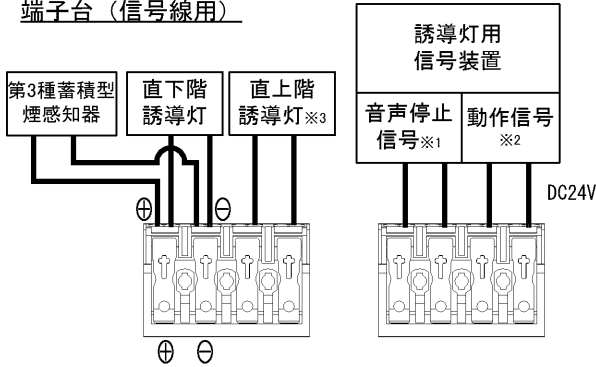 端子台（信号線用）
第3種蓄積型
煙感知器
直下階
誘導灯
直上階
誘導灯※3
⊕
⊖
⊕
⊖
誘導灯用
信号装置
音声停止
信号※1
動作信号
※2
DC24V